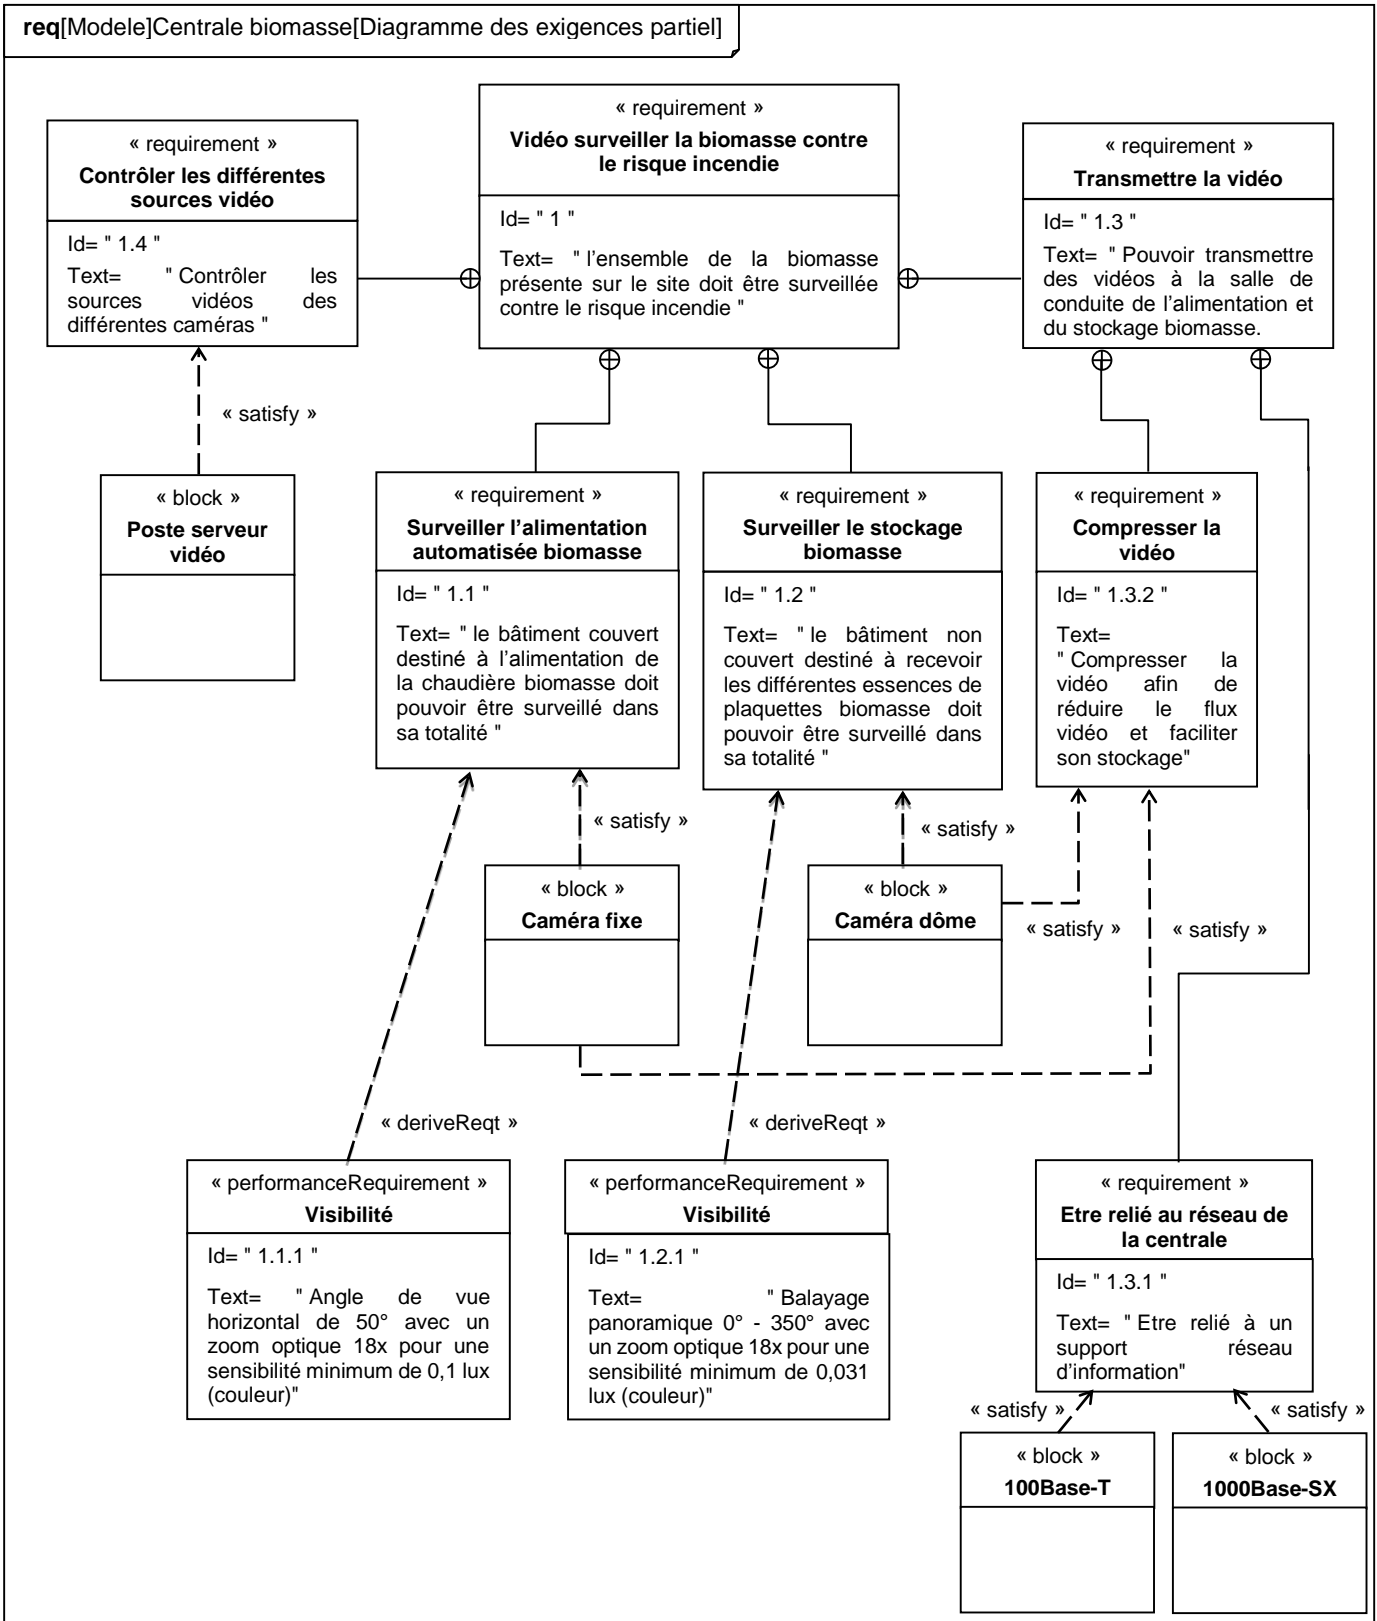 req[Modele]Centrale biomasse[Diagramme des exigences partiel]
« requirement »
Contrôler les différentes
sources vidéo
Id= " 1.4 "
Text= " Contrôler les
sources vidéos des
différentes caméras "
« requirement »
Vidéo surveiller la biomasse contre
le risque incendie
Id= " 1 "
Text= " l’ensemble de la biomasse
présente sur le site doit être surveillée
contre le risque incendie "
« requirement »
Transmettre la vidéo
Id= " 1.3 "
Text= " Pouvoir transmettre
des vidéos à la salle de
conduite de l’alimentation et
du stockage biomasse.
« satisfy »
« block »
Poste serveur
vidéo
« requirement »
Surveiller l’alimentation
automatisée biomasse
Id= " 1.1 "
Text= " le bâtiment couvert
destiné à l’alimentation de
la chaudière biomasse doit
pouvoir être surveillé dans
sa totalité "
« requirement »
Surveiller le stockage
biomasse
Id= " 1.2 "
Text= " le bâtiment non
couvert destiné à recevoir
les différentes essences de
plaquettes biomasse doit
pouvoir être surveillé dans
sa totalité "
« requirement »
Compresser la
vidéo
Id= " 1.3.2 "
Text=
" Compresser la
vidéo afin de
réduire le flux
vidéo et faciliter
son stockage"
« satisfy »
« satisfy »
« block »
Caméra fixe
« block »
Caméra dôme
« satisfy »
« satisfy »
« deriveReqt »
« deriveReqt »
« performanceRequirement »
Visibilité
Id= " 1.1.1 "
Text= " Angle de vue
horizontal de 50° avec un
zoom optique 18x pour une
sensibilité minimum de 0,1 lux
(couleur)"
« performanceRequirement »
Visibilité
Id= " 1.2.1 "
Text= " Balayage
panoramique 0° - 350° avec
un zoom optique 18x pour une
sensibilité minimum de 0,031
lux (couleur)"
« requirement »
Etre relié au réseau de
la centrale
Id= " 1.3.1 "
Text= " Etre relié à un
support réseau
d’information"
« satisfy »
« satisfy »
« block »
100Base-T
« block »
1000Base-SX